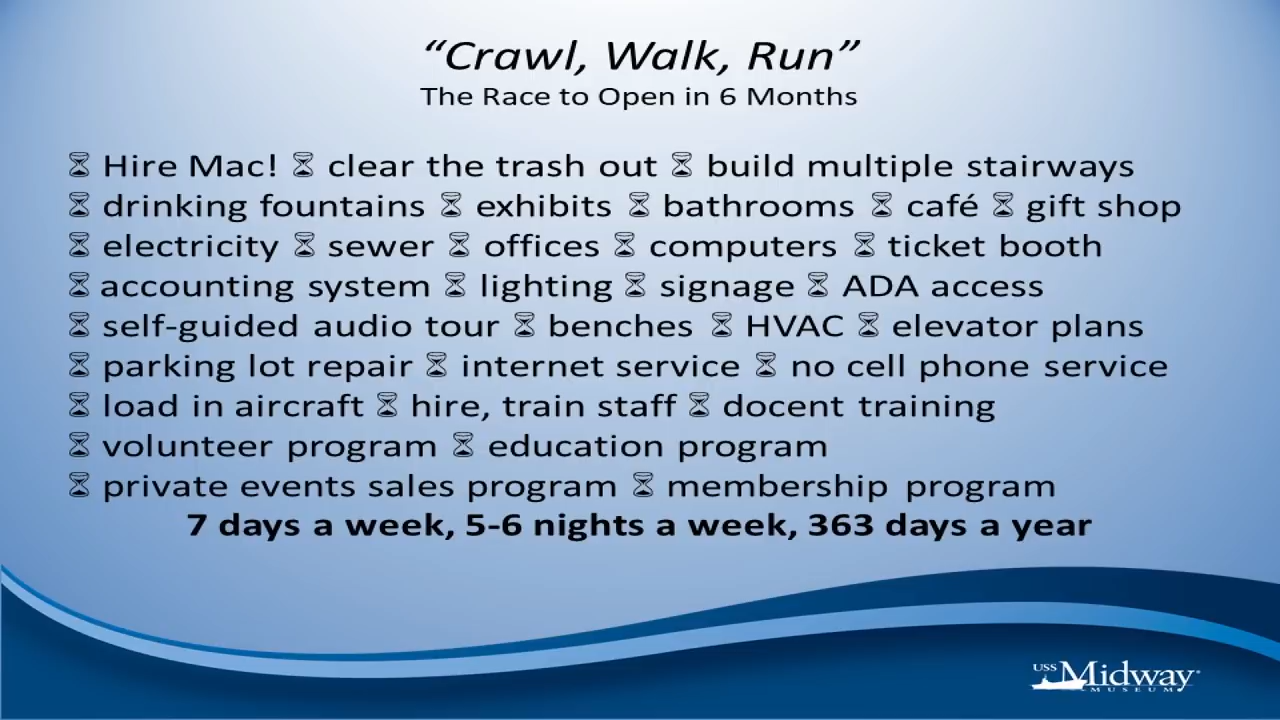 “Crawl, Walk, Run”
The Race to Open in 6 Months
⌛ Hire Mac! ⌛ clear the trash out ⌛ build multiple stairways
⌛ drinking fountains ⌛ exhibits ⌛ bathrooms ⌛ café ⌛ gift shop
⌛ electricity ⌛ sewer ⌛ offices ⌛ computers ⌛ ticket booth
⌛ accounting system ⌛ lighting ⌛ signage ⌛ ADA access
⌛ self-guided audio tour ⌛ benches ⌛ HVAC ⌛ elevator plans
⌛ parking lot repair ⌛ internet service ⌛ no cell phone service
⌛ load in aircraft ⌛ hire, train staff ⌛ docent training
⌛ volunteer program ⌛ education program
⌛ private events sales program ⌛ membership program
7 days a week, 5-6 nights a week, 363 days a year
USS Midway
MUSEUM